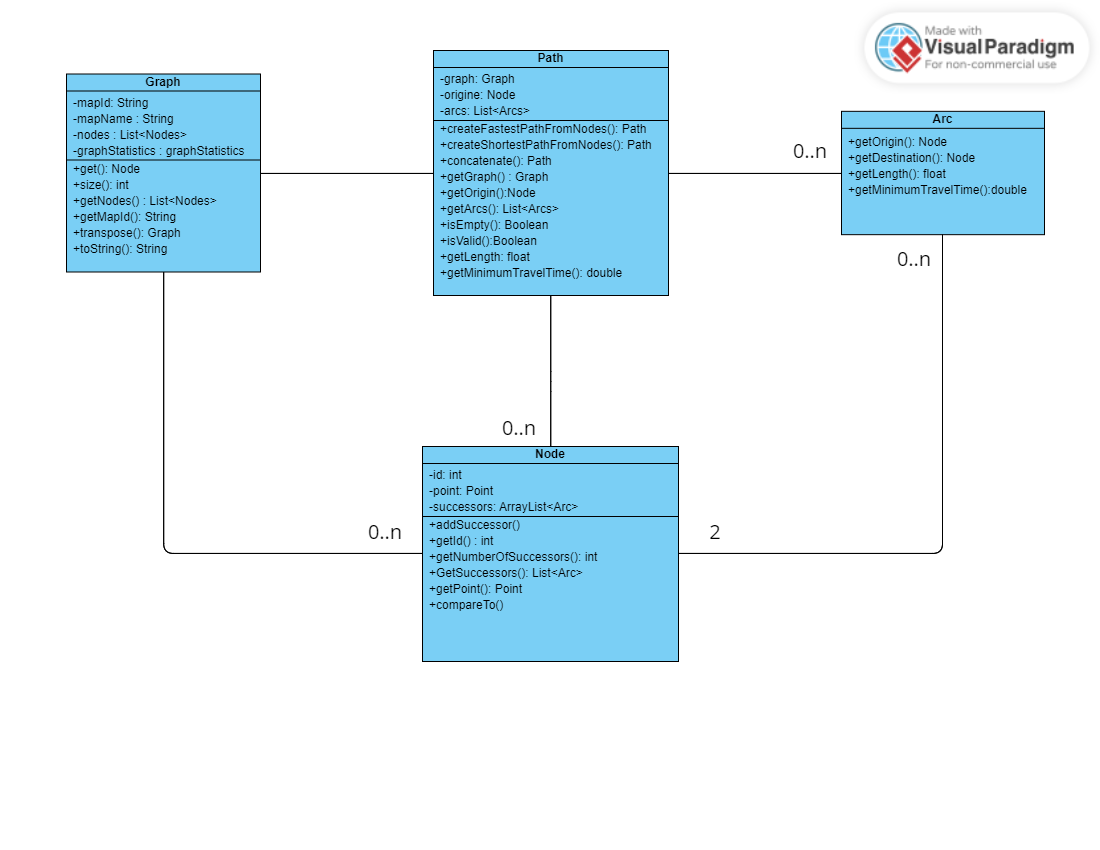 Made with
Visual Paradigm
For non-commercial use
Graph
-mapId: String
-mapName : String
-nodes : List<Nodes>
-graphStatistics : graphStatistics
+get(): Node
+size(): int
+getNodes() : List<Nodes>
+getMapId(): String
+transpose(): Graph
+toString(): String
Path
-graph: Graph
-origine: Node
-arcs: List<Arcs>
+createFastestPathFromNodes(): Path
+createShortestPathFromNodes(): Path
+concatenate(): Path
+getGraph() : Graph
+getOrigin():Node
+getArcs(): List<Arcs>
+isEmpty(): Boolean
+isValid():Boolean
+getLength: float
+getMinimumTravelTime(): double
0..n
Arc
+getOrigin(): Node
+getDestination(): Node
+getLength(): float
+getMinimumTravelTime():double
0..n
0..n
Node
-id: int
-point: Point
-successors: ArrayList<Arc>
+addSuccessor()
+getId() : int
+getNumberOfSuccessors(): int
+GetSuccessors(): List<Arc>
+getPoint(): Point
+compareTo()
0..n
2